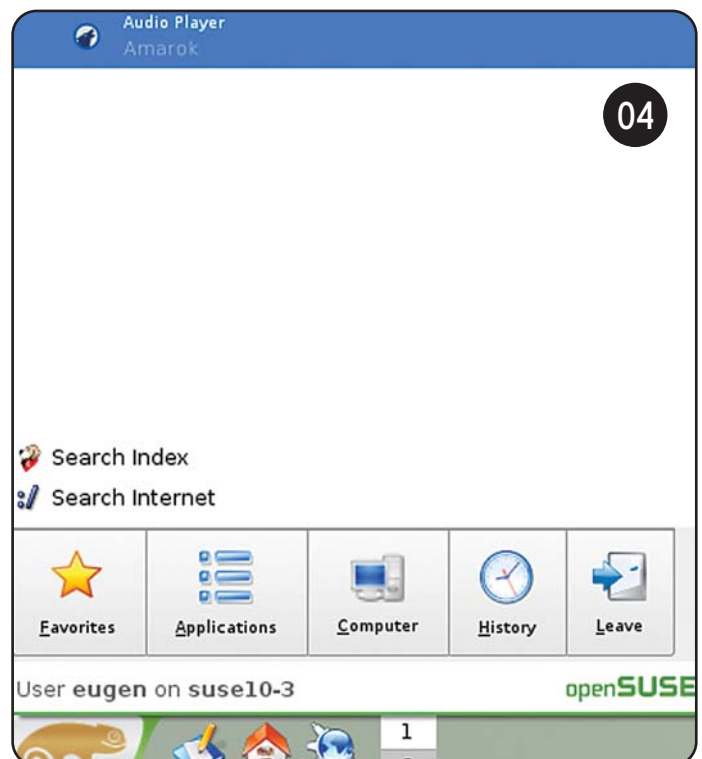 Audio Player
Amarok
04
Search Index
Search Internet
Favorites Applications Computer History Leave
User eugen on suse10-3 openSUSE
1